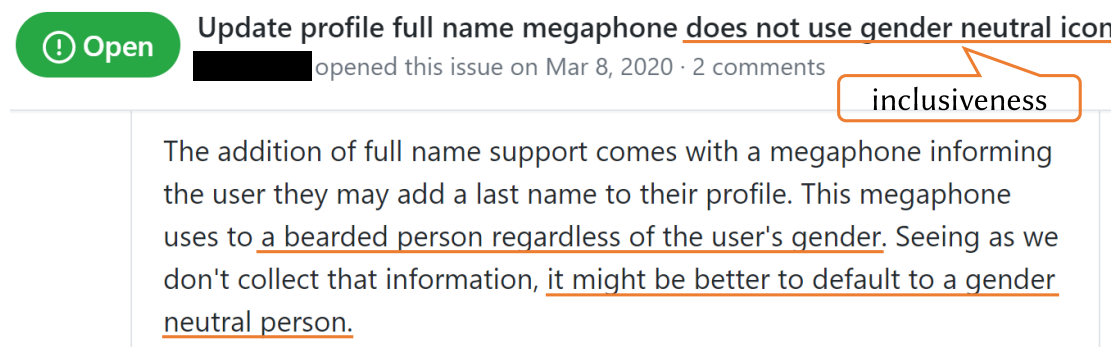 Open
Update profile full name megaphone does not use gender neutral icon
opened this issue on Mar 8, 2020 · 2 comments
inclusiveness
The addition of full name support comes with a megaphone informing
the user they may add a last name to their profile. This megaphone
uses to a bearded person regardless of the user's gender. Seeing as we
don't collect that information, it might be better to default to a gender
neutral person.